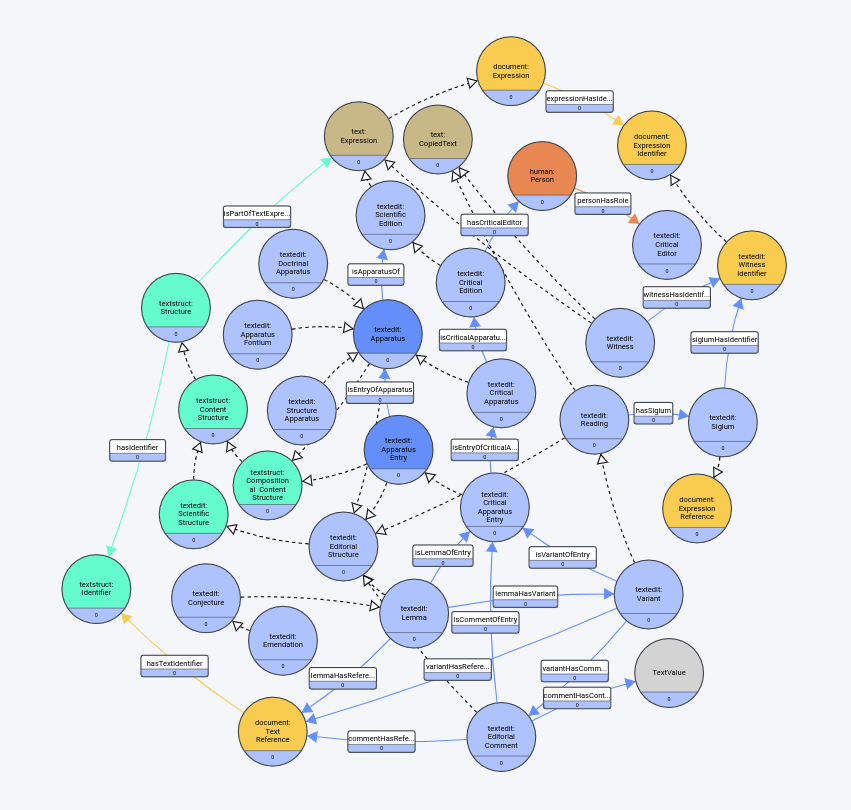 document:
Expression
0
expressionHasIde...
0
text:
Expression
0
text:
CopiedText
0
document:
Expression
Identifier
0
human:
Person
0
personHasRole
0
isPartOfTextExpre...
0
textedit:
Scientific
Edition
0
hasCriticalEditor
0
textedit:
Critical
Editor
0
textedit:
Doctrinal
Apparatus
0
isApparatusOf
0
textedit:
Critical
Edition
0
textedit:
Witness
Identifier
0
witnessHasIdentif...
0
textstruct:
Structure
0
textedit:
Apparatus
Fontium
0
textedit:
Apparatus
0
isCriticalApparatu...
0
textedit:
Witness
0
siglumHasIdentifier
0
isEntryOfApparatus
0
textedit:
Critical
Apparatus
0
textstruct:
Content
Structure
0
textedit:
Structure
Apparatus
0
textedit:
Reading
0
hasSiglum
0
textedit:
Siglum
0
hasIdentifier
0
textedit:
Apparatus
Entry
0
isEntryOfCriticalA...
0
textstruct:
Composition
al Content
Structure
0
textedit:
Scientific
Structure
0
textedit:
Critical
Apparatus
Entry
0
document:
Expression
Reference
0
textedit:
Editorial
Structure
0
isLemmaOfEntry
0
isVariantOfEntry
0
textstruct:
Identifier
0
textedit:
Conjecture
0
textedit:
Lemma
0
lemmaHasVariant
0
textedit:
Variant
0
isCommentOfEntry
0
textedit:
Emendation
0
hasTextIdentifier
0
lemmaHasRefere...
0
variantHasRefere...
0
variantHasComm...
0
TextValue
0
commentHasCont...
0
document:
Text
Reference
0
commentHasRefe...
0
textedit:
Editorial
Comment
0